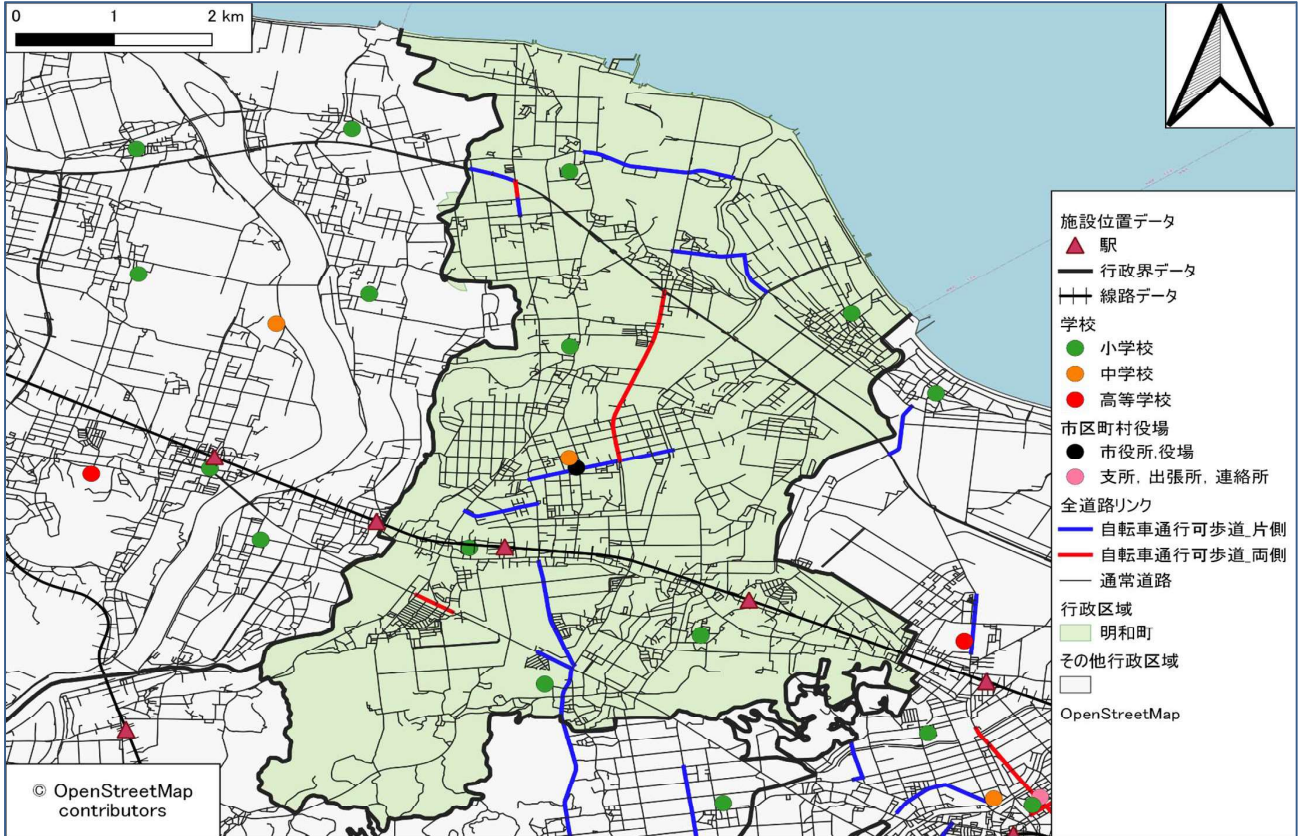 0 1 2 km
施設位置データ
駅
行政界データ
線路データ
学校
小学校
中学校
高等学校
市区町村役場
市役所,役場
支所, 出張所, 連絡所
全道路リンク
自転車通行可歩道_片側
自転車通行可歩道_両側
通常道路
行政区域
明和町
その他行政区域
OpenStreetMap
© OpenStreetMap
contributors